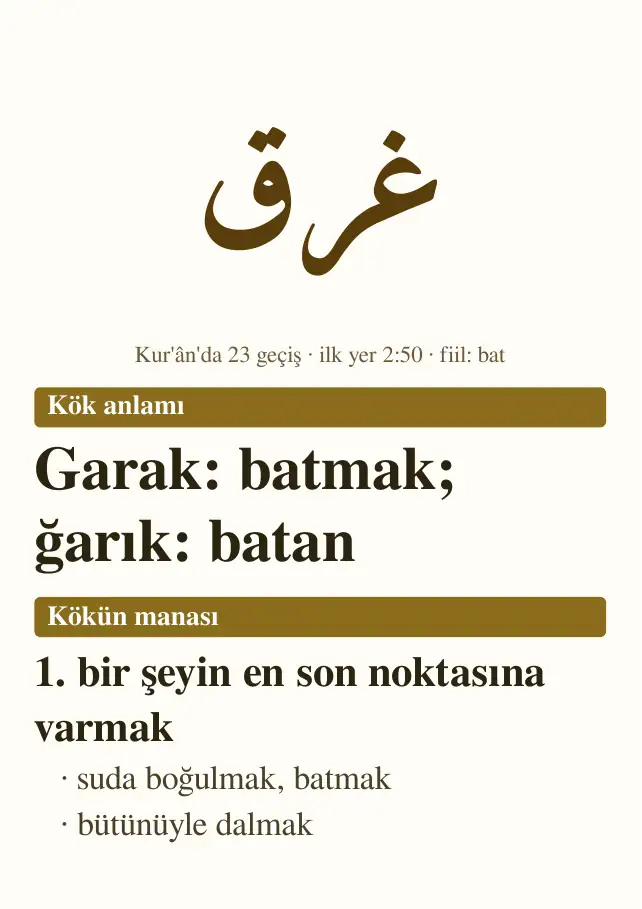 غرق
Kur'ân'da 23 geçiş · ilk yer 2:50 · fiil: bat
Kök anlamı
Garak: batmak;
ğarık: batan
Kökün manası
1. bir şeyin en son noktasına
varmak
· suda boğulmak, batmak
· bütünüyle dalmak